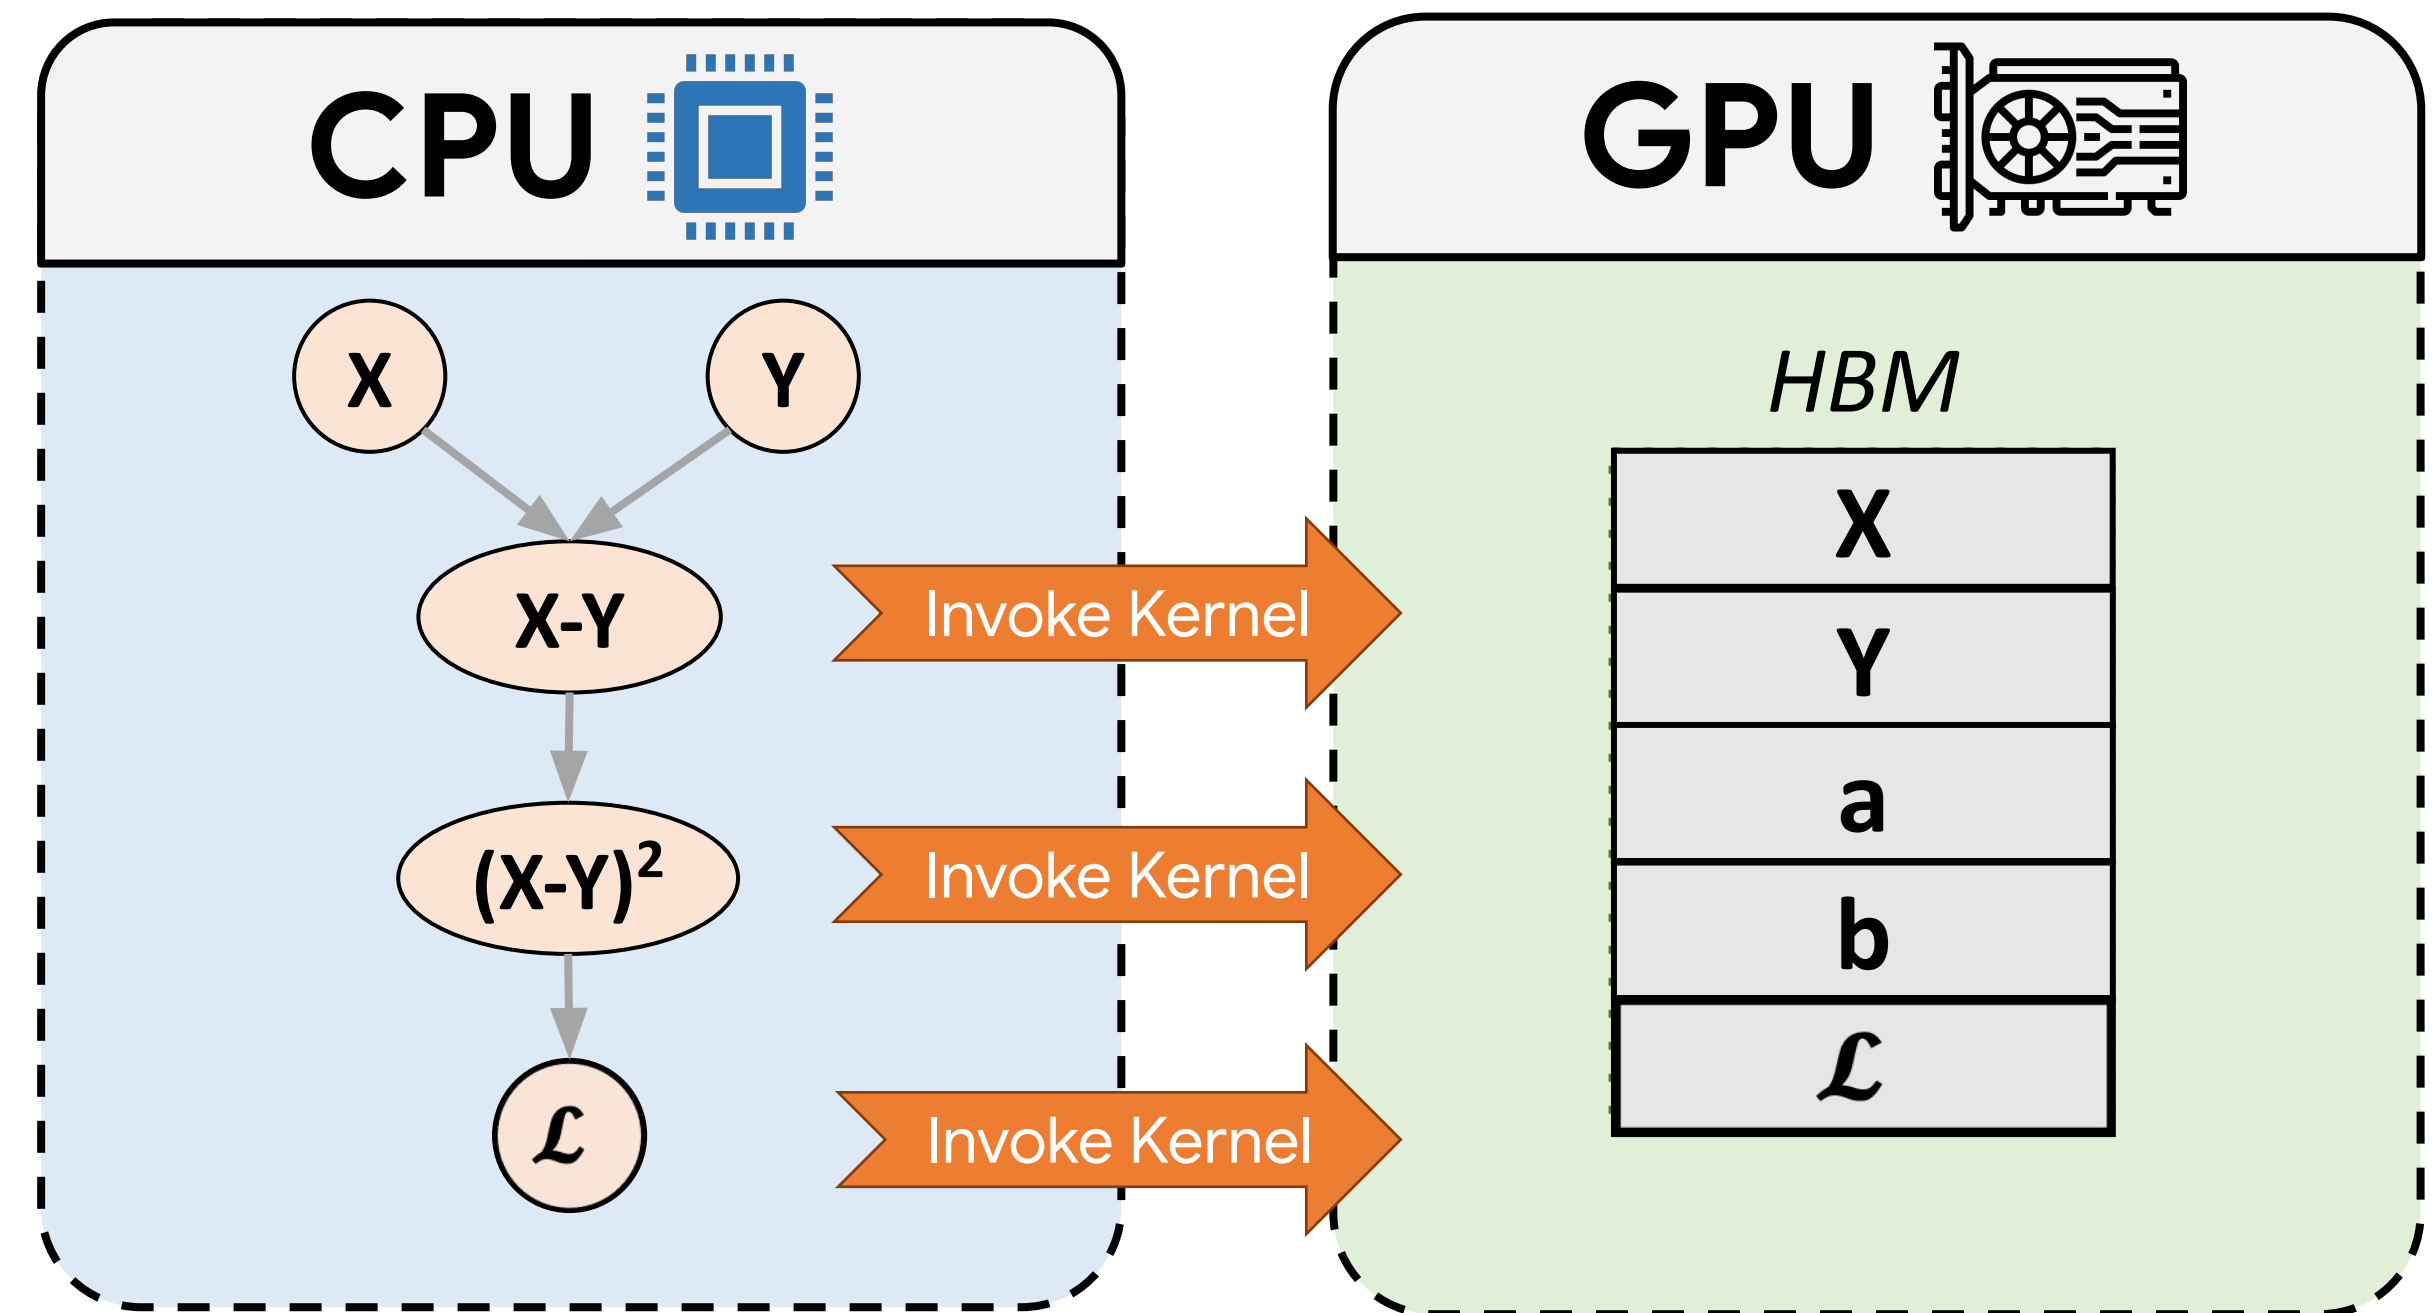 CPU
GPU
X
Y
X-Y
(X-Y)²
ℒ
Invoke Kernel
Invoke Kernel
Invoke Kernel
HBM
X
Y
a
b
ℒ